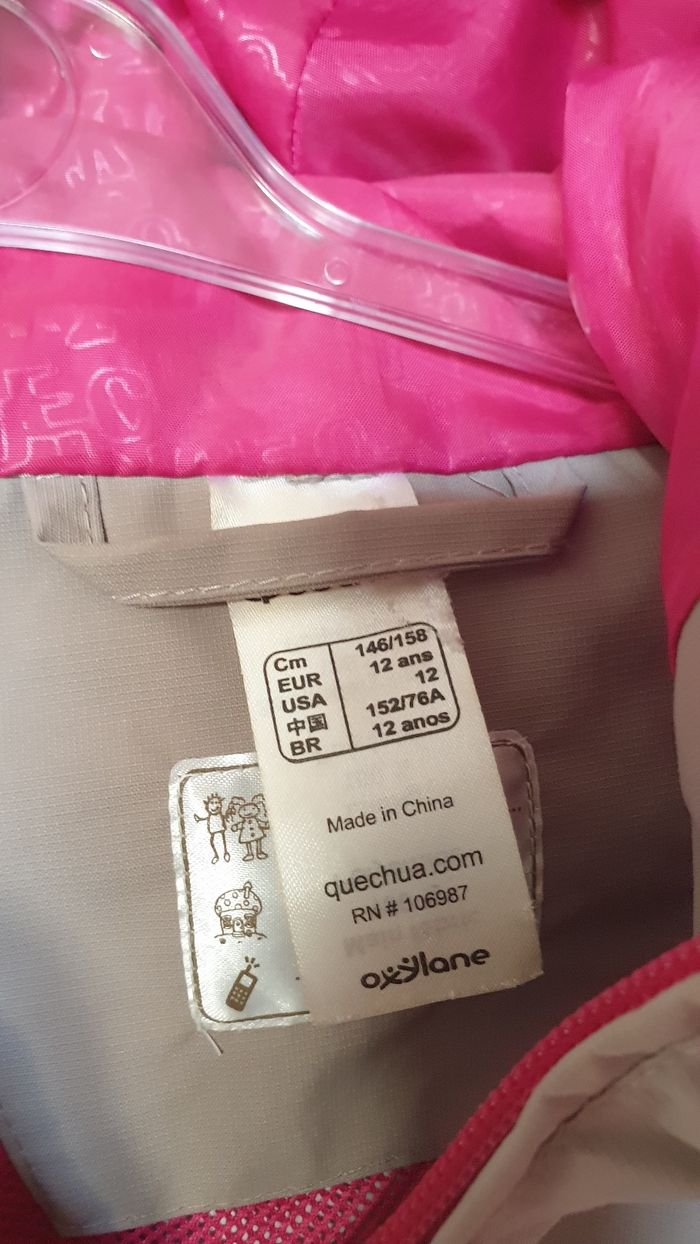 Cm 146/158
EUR 12 ans
USA 12
中国 152/76A
BR 12 anos
Made in China
quechua.com
RN # 106987
oxylane